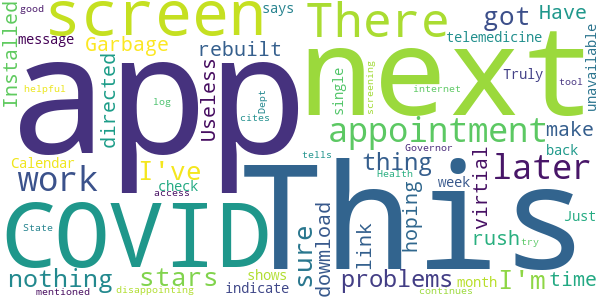 good
screen
There
got
Have
says
message
Installed
Garbage
rebuilt
telemedicine
unavailable
app
next
directed
Useless
single
screening
Truly
tool
helpful
log
cites
Dept
internet
appointment
make
Calendar
I've
check
tells
Governor
thing
back
work
access
Health
week
virtial
later
This
COVID
State
hoping
Just
sure
dowmload
link
rush
try
nothing
stars
shows
indicate
problems
month
I'm
time
mentioned
disappointing
continues